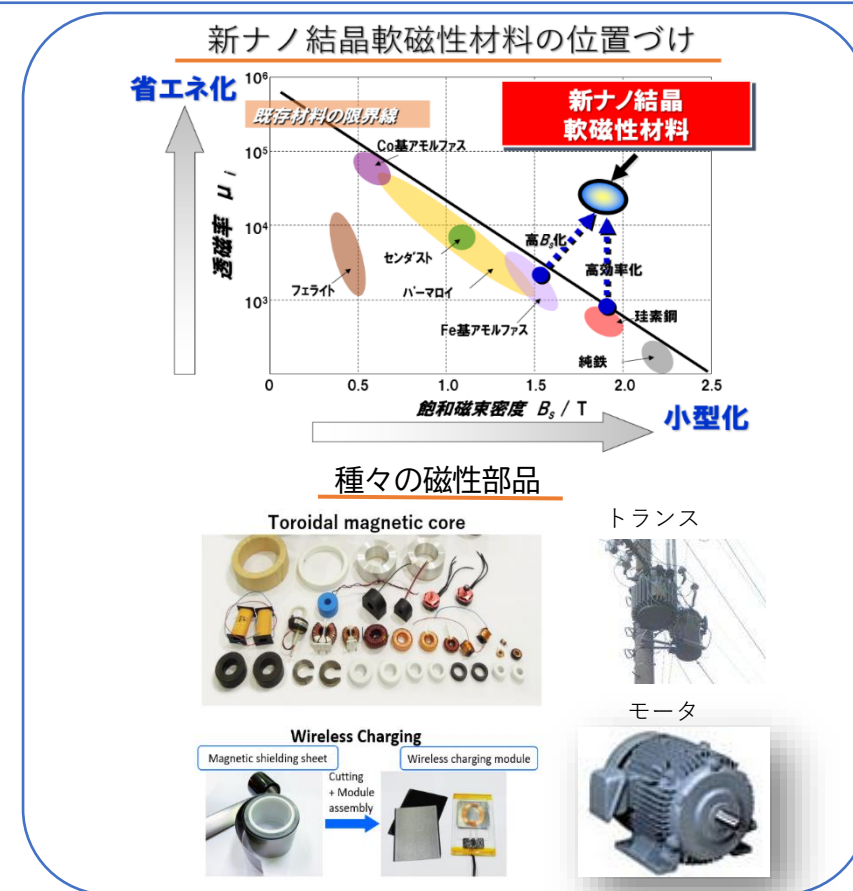 新ナノ結晶軟磁性材料の位置づけ
省エネ化
10⁶
既存材料の限界線
新ナノ結晶
軟磁性材料
10⁵
Co基アモルファス
透磁率 μ i
10⁴
高Bs化
センダスト
高効率化
フェライト
パーマロイ
10³
珪素鋼
Fe基アモルファス
純鉄
0 0.5 1.0 1.5 2.0 2.5
飽和磁束密度 Bs / T
小型化
種々の磁性部品
Toroidal magnetic core
トランス
モータ
Wireless Charging
Magnetic shielding sheet
Wireless charging module
Cutting
+ Module
assembly